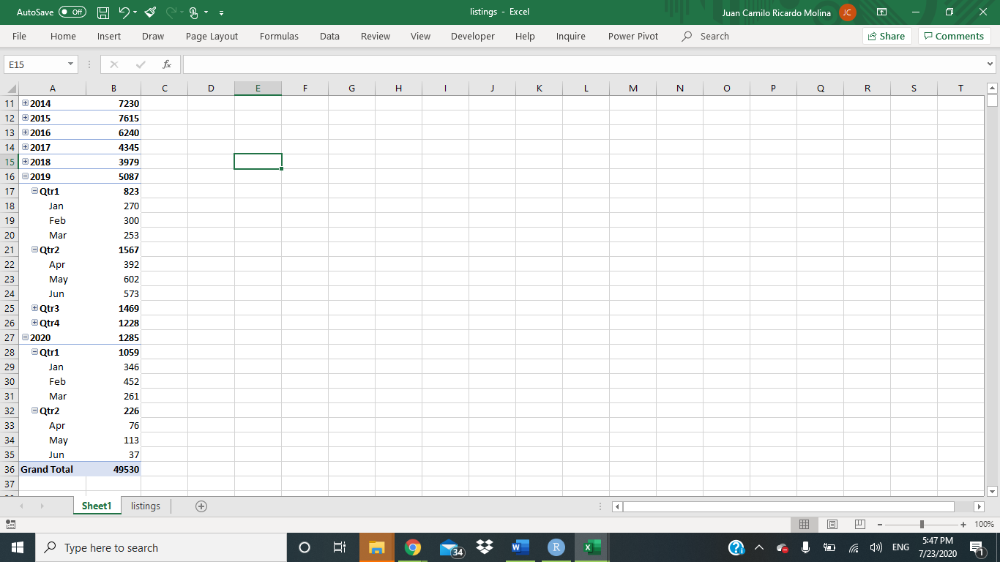 AutoSave Off listings - Excel Juan Camilo Ricardo Molina JC
File Home Insert Draw Page Layout Formulas Data Review View Developer Help Inquire Power Pivot Search Share Comments
E15 fx
A B C D E F G H I J K L M N O P Q R S T
11 2014 7230
12 2015 7615
13 2016 6240
14 2017 4345
15 2018 3979
16 2019 5087
17 Qtr1 823
18 Jan 270
19 Feb 300
20 Mar 253
21 Qtr2 1567
22 Apr 392
23 May 602
24 Jun 573
25 Qtr3 1469
26 Qtr4 1228
27 2020 1285
28 Qtr1 1059
29 Jan 346
30 Feb 452
31 Mar 261
32 Qtr2 226
33 Apr 76
34 May 113
35 Jun 37
36 Grand Total 49530
37
Sheet1 listings
100%
Type here to search 34 W R X ENG 5:47 PM
7/23/2020 1